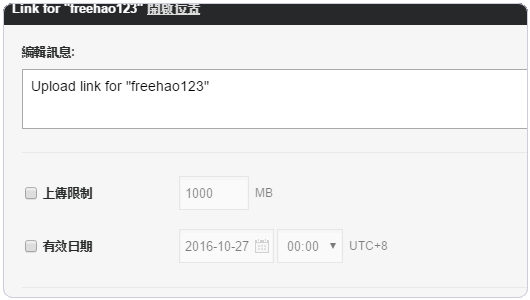 Link for "freehao123" 開啟位置
編輯訊息:
Upload link for "freehao123"
上傳限制 1000 MB
有效日期 2016-10-27 00:00 UTC+8